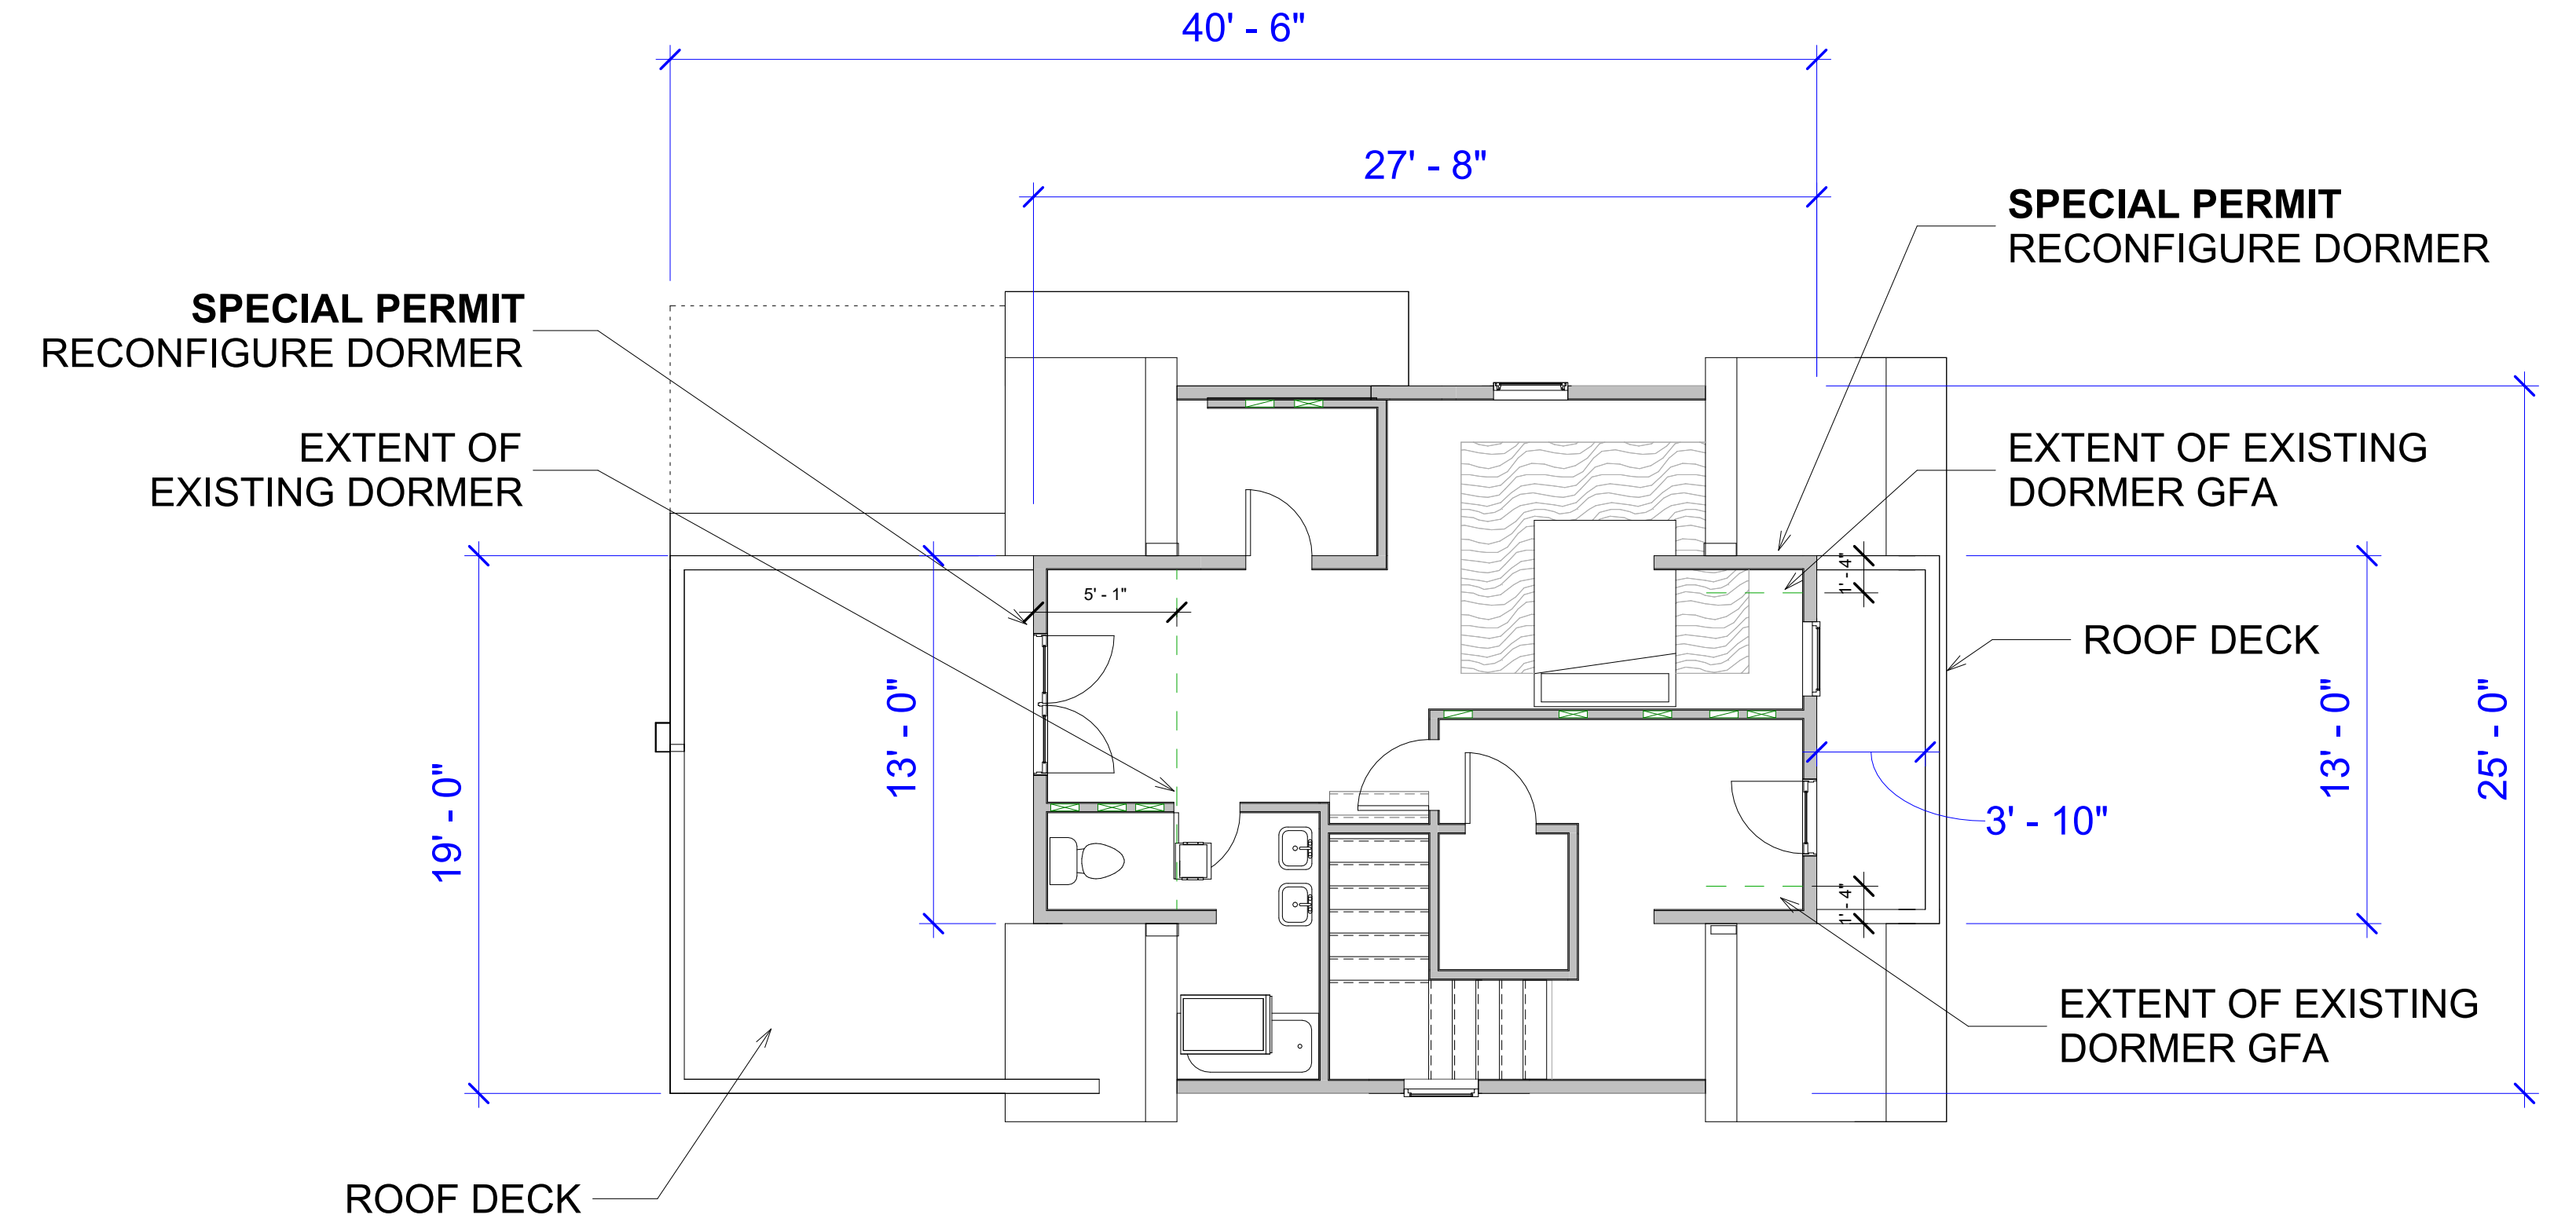 40' - 6"
27' - 8"
SPECIAL PERMIT
RECONFIGURE DORMER
SPECIAL PERMIT
RECONFIGURE DORMER
EXTENT OF
EXISTING DORMER
EXTENT OF EXISTING
DORMER GFA
1' - 4"
5' - 1"
ROOF DECK
13' - 0"
13' - 0"
25' - 0"
19' - 0"
3' - 10"
1' - 4"
EXTENT OF EXISTING
DORMER GFA
ROOF DECK